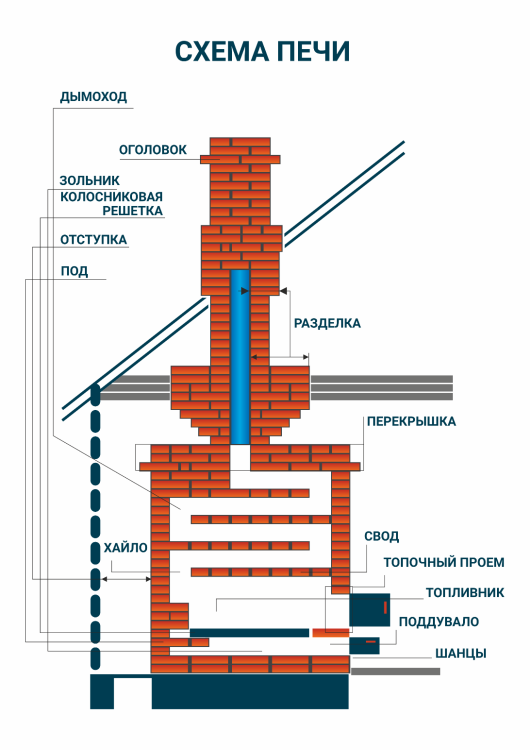 СХЕМА ПЕЧИ
ДЫМОХОД
ОГОЛОВОК
ЗОЛЬНИК
КОЛОСНИКОВАЯ
РЕШЕТКА
ОТСТУПКА
ПОД
РАЗДЕЛКА
ПЕРЕКРЫШКА
ХАЙЛО
СВОД
ТОПОЧНЫЙ ПРОЕМ
ТОПЛИВНИК
ПОДДУВАЛО
ШАНЦЫ